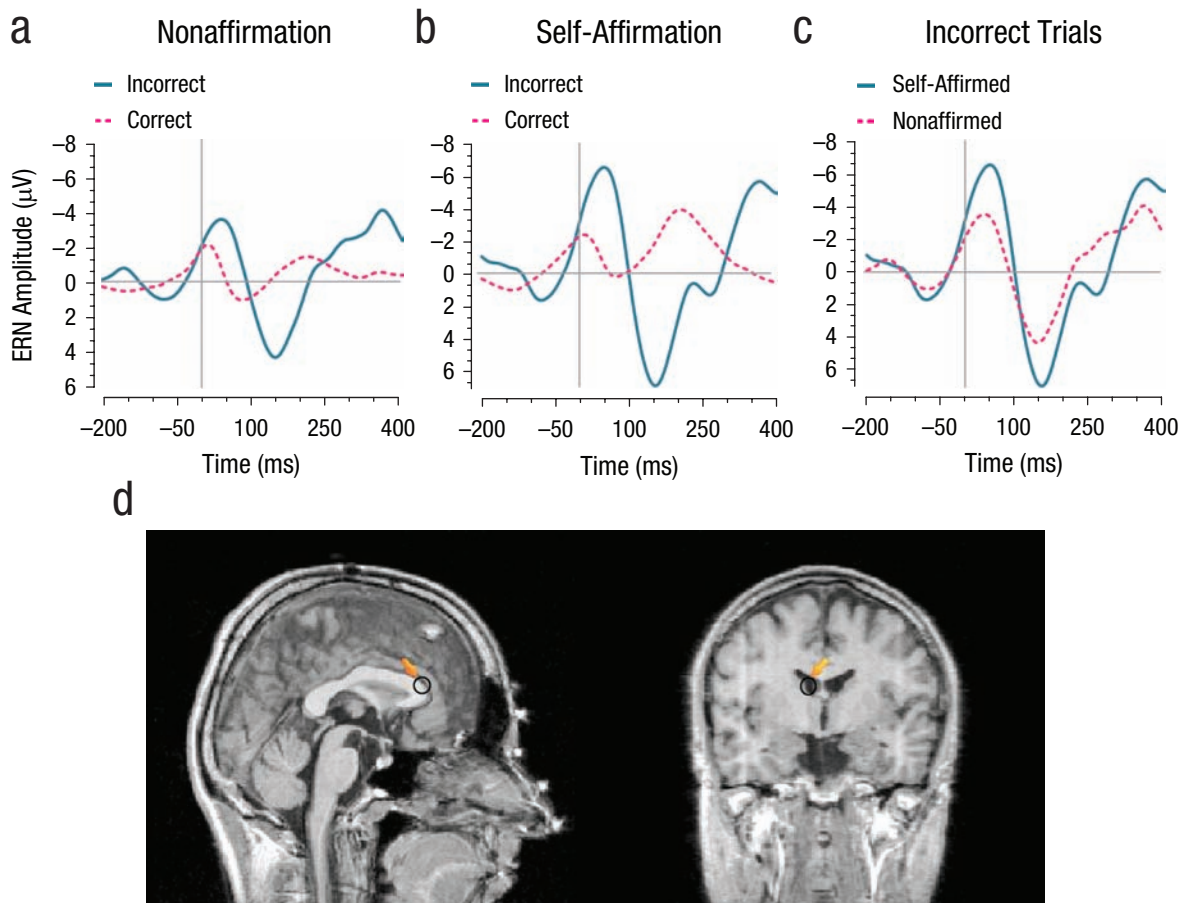 a Nonaffirmation
Incorrect
Correct
ERN Amplitude (μV)
–8
–6
–4
–2
0
2
4
6
–200 –50 100 250 400
Time (ms)
b Self-Affirmation
Incorrect
Correct
–8
–6
–4
–2
0
2
4
6
–200 –50 100 250 400
Time (ms)
c Incorrect Trials
Self-Affirmed
Nonaffirmed
–8
–6
–4
–2
0
2
4
6
–200 –50 100 250 400
Time (ms)
d